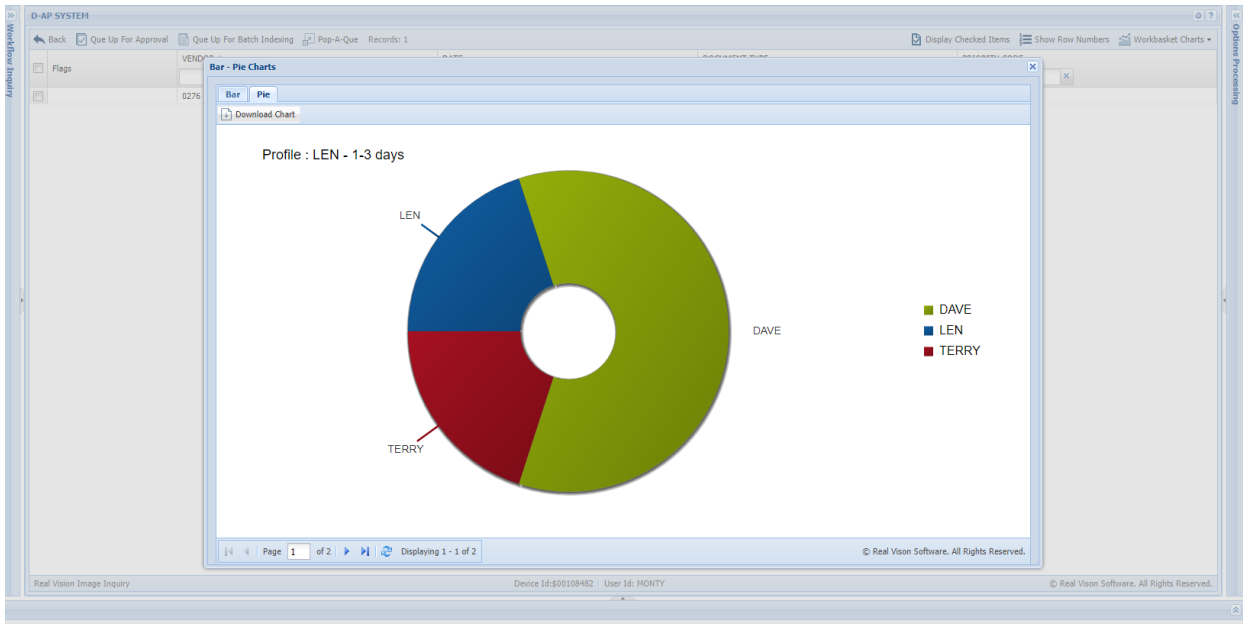 D-AP SYSTEM
Back Que Up For Approval Que Up For Batch Indexing Pop-A-Que Records: 1 Display Checked Items Show Row Numbers Workbasket Charts
Workflow Inquiry
Options Processing
Flags
0276
Bar - Pie Charts
Bar Pie
Download Chart
Profile : LEN - 1-3 days
LEN
DAVE
TERRY
DAVE
LEN
TERRY
Page 1 of 2 Displaying 1 - 1 of 2 © Real Vison Software. All Rights Reserved.
Real Vision Image Inquiry Device Id:$00108482 User Id: MONTY © Real Vison Software. All Rights Reserved.